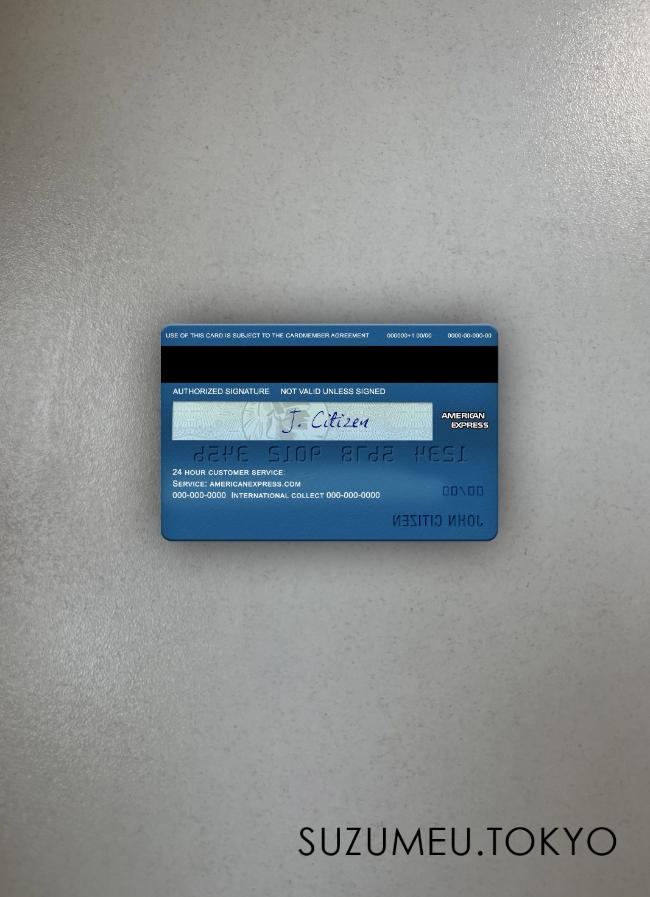 USE OF THIS CARD IS SUBJECT TO THE CARDMEMBER AGREEMENT 000000+1 00/00 0000-00-000-00
AUTHORIZED SIGNATURE NOT VALID UNLESS SIGNED
J. Citizen
AMERICAN
EXPRESS
1234 5678 9012 3456
24 HOUR CUSTOMER SERVICE:
SERVICE: AMERICANEXPRESS.COM
000-000-0000 INTERNATIONAL COLLECT 000-000-0000
00/00
JOHN CITIZEN
SUZUMEU.TOKYO